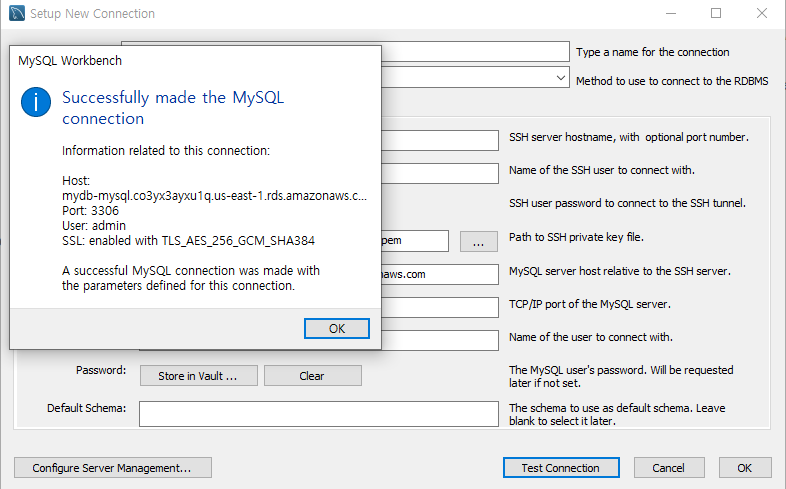 Setup New Connection
Type a name for the connection
Method to use to connect to the RDBMS
MySQL Workbench
Successfully made the MySQL
connection
Information related to this connection:
Host:
mydb-mysql.co3yx3ayxu1q.us-east-1.rds.amazonaws.c...
Port: 3306
User: admin
SSL: enabled with TLS_AES_256_GCM_SHA384
A successful MySQL connection was made with
the parameters defined for this connection.
OK
SSH server hostname, with optional port number.
Name of the SSH user to connect with.
SSH user password to connect to the SSH tunnel.
pem
...
Path to SSH private key file.
naws.com
MySQL server host relative to the SSH server.
TCP/IP port of the MySQL server.
Name of the user to connect with.
Password:
Store in Vault ...
Clear
The MySQL user's password. Will be requested
later if not set.
Default Schema:
The schema to use as default schema. Leave
blank to select it later.
Configure Server Management...
Test Connection
Cancel
OK